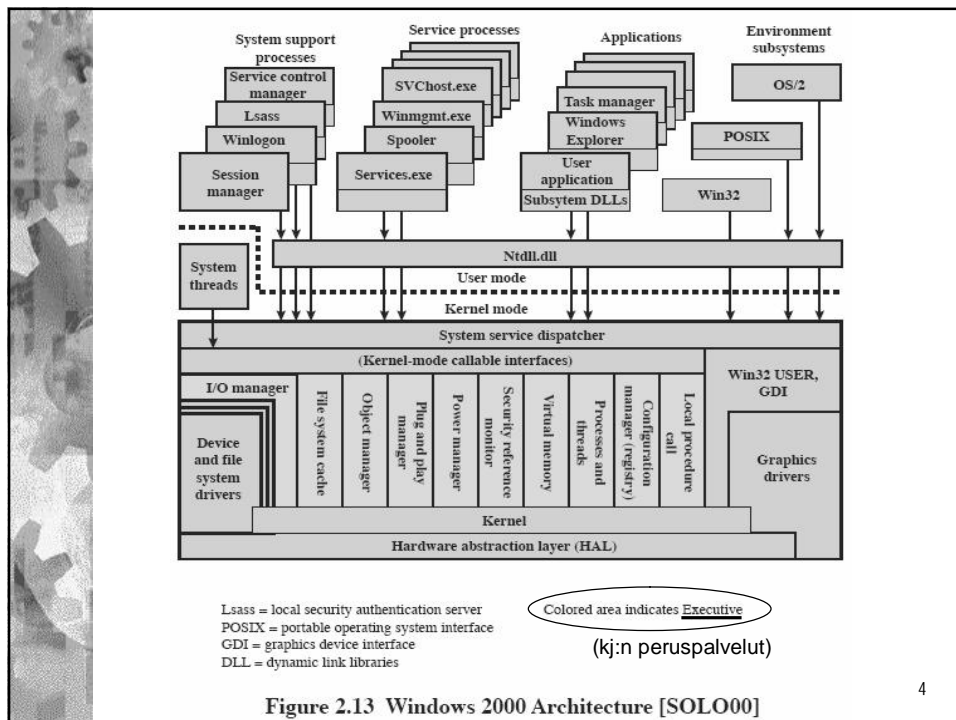 System support
processes
Service control
manager
Lsass
Winlogon
Session
manager
Service processes
SVChost.exe
Winmgmt.exe
Spooler
Services.exe
Applications
Task manager
Windows
Explorer
User
application
Subsytem DLLs
Environment
subsystems
OS/2
POSIX
Win32
System
threads
Ntdll.dll
User mode
Kernel mode
System service dispatcher
(Kernel-mode callable interfaces)
I/O manager
Device
and file
system
drivers
File system cache
Object manager
Plug and play
manager
Power manager
Security reference
monitor
Virtual memory
Processes and
threads
Configuration
manager (registry)
Local procedure
call
Win32 USER,
GDI
Graphics
drivers
Kernel
Hardware abstraction layer (HAL)
Lsass = local security authentication server
POSIX = portable operating system interface
GDI = graphics device interface
DLL = dynamic link libraries
Colored area indicates Executive
(kj:n peruspalvelut)
Figure 2.13 Windows 2000 Architecture [SOLO00]
4